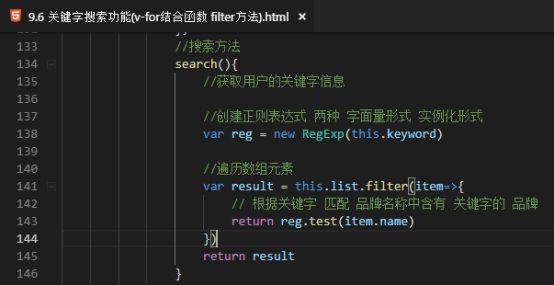 9.6 关键字搜索功能(v-for结合函数 filter方法).html ×
133 //搜索方法
134 search(){
135 //获取用户的关键字信息
136
137 //创建正则表达式 两种 字面量形式 实例化形式
138 var reg = new RegExp(this.keyword)
139
140 //遍历数组元素
141 var result = this.list.filter(item=>{
142 // 根据关键字 匹配 品牌名称中含有 关键字的 品牌
143 return reg.test(item.name)
144 })
145 return result
146 }